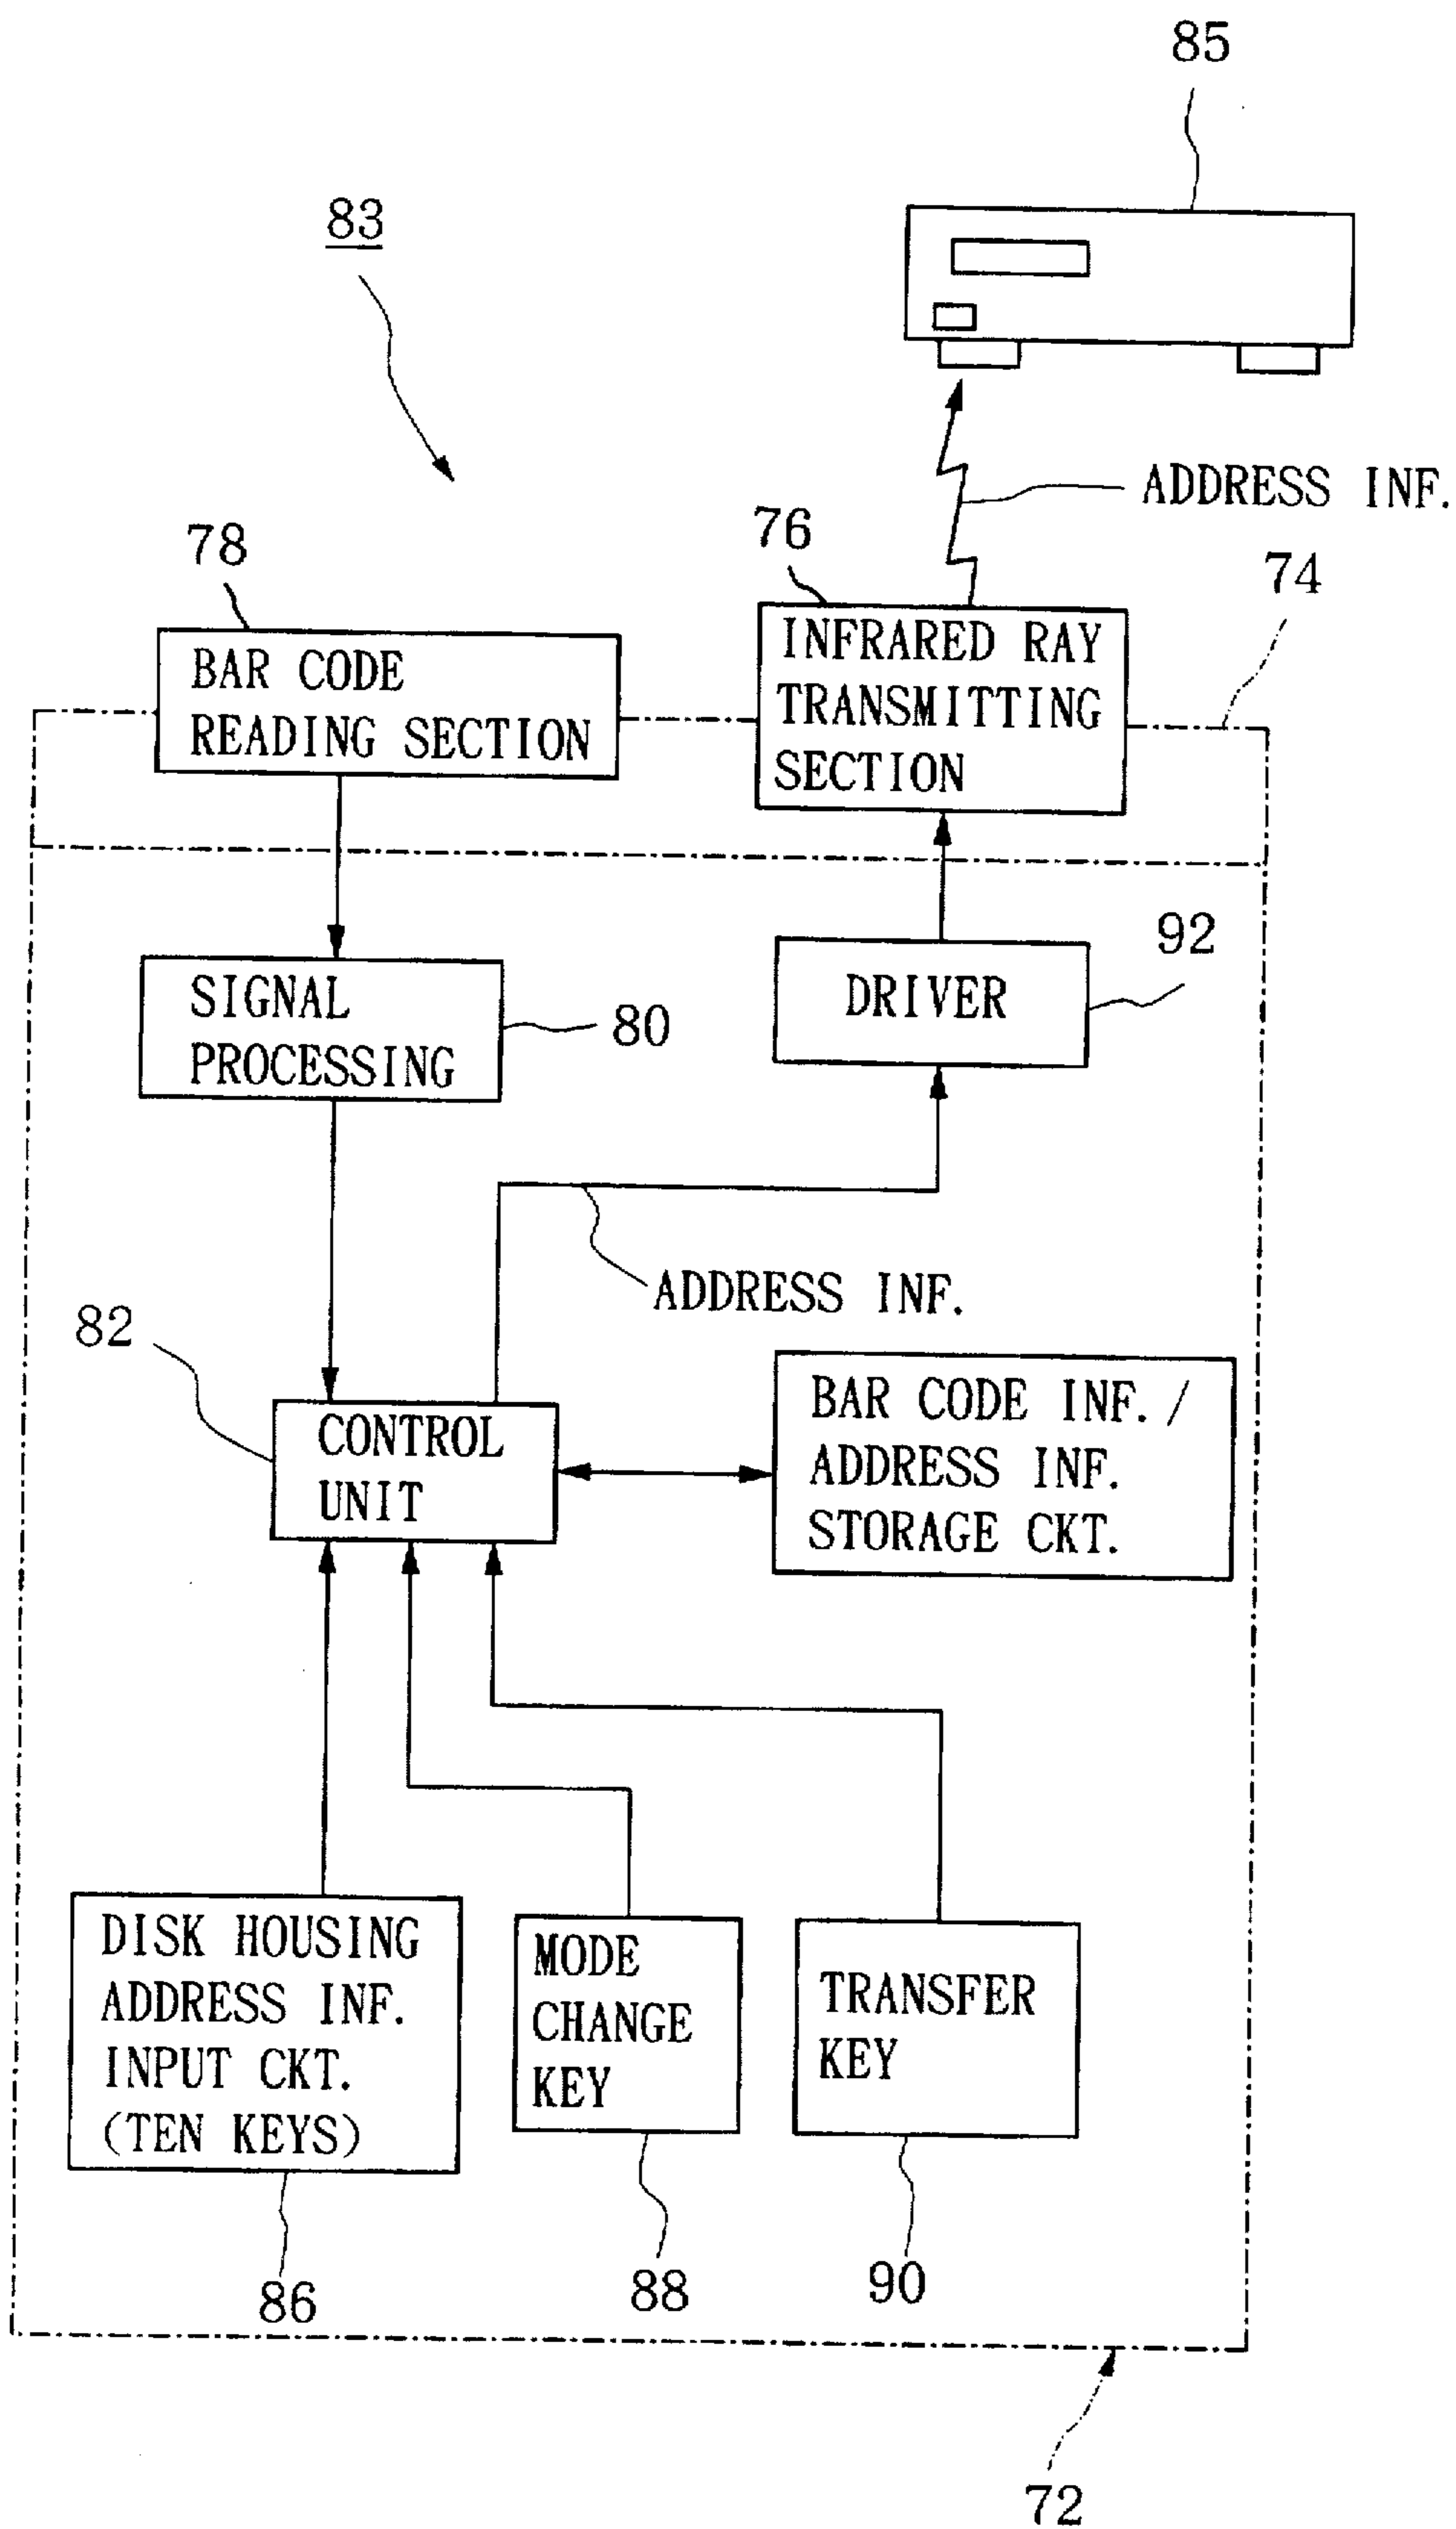 85
83
ADDRESS INF.
78
76
74
BAR CODE
READING SECTION
INFRARED RAY
TRANSMITTING
SECTION
92
SIGNAL
PROCESSING
80
DRIVER
ADDRESS INF.
82
CONTROL
UNIT
BAR CODE INF. /
ADDRESS INF.
STORAGE CKT.
DISK HOUSING
ADDRESS INF.
INPUT CKT.
(TEN KEYS)
MODE
CHANGE
KEY
TRANSFER
KEY
86
88
90
72